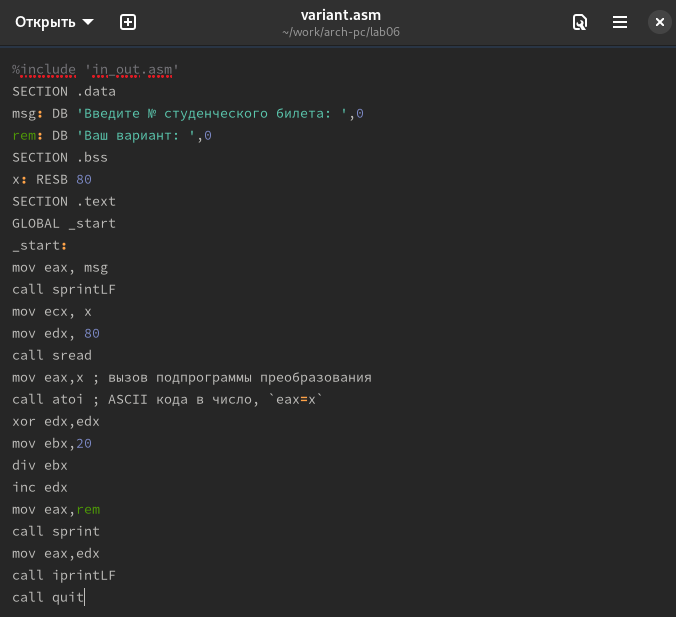 Открыть
variant.asm
~/work/arch-pc/lab06
%include 'in_out.asm'
SECTION .data
msg: DB 'Введите № студенческого билета: ',0
rem: DB 'Ваш вариант: ',0
SECTION .bss
x: RESB 80
SECTION .text
GLOBAL _start
_start:
mov eax, msg
call sprintLF
mov ecx, x
mov edx, 80
call sread
mov eax,x ; вызов подпрограммы преобразования
call atoi ; ASCII кода в число, `eax=x`
xor edx,edx
mov ebx,20
div ebx
inc edx
mov eax,rem
call sprint
mov eax,edx
call iprintLF
call quit